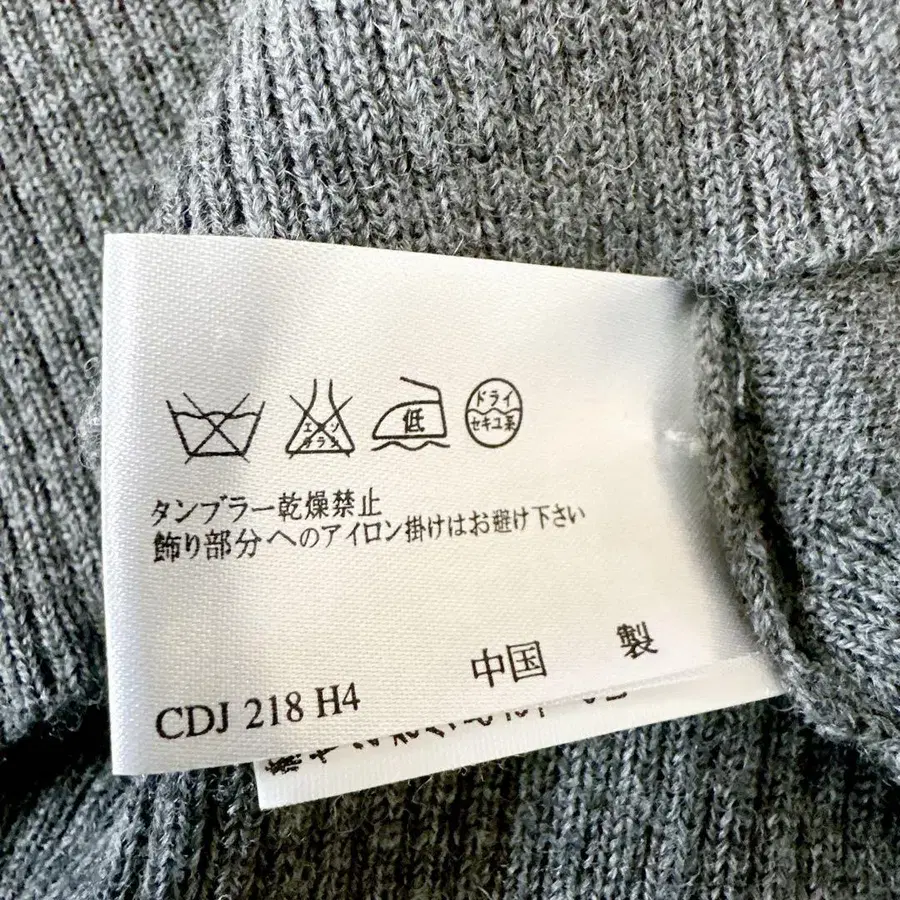 エンソ
サラシ
低
ドライ
セキユ系
タンブラー乾燥禁止
飾り部分へのアイロン掛けはお避け下さい
中国 製
CDJ 218 H4